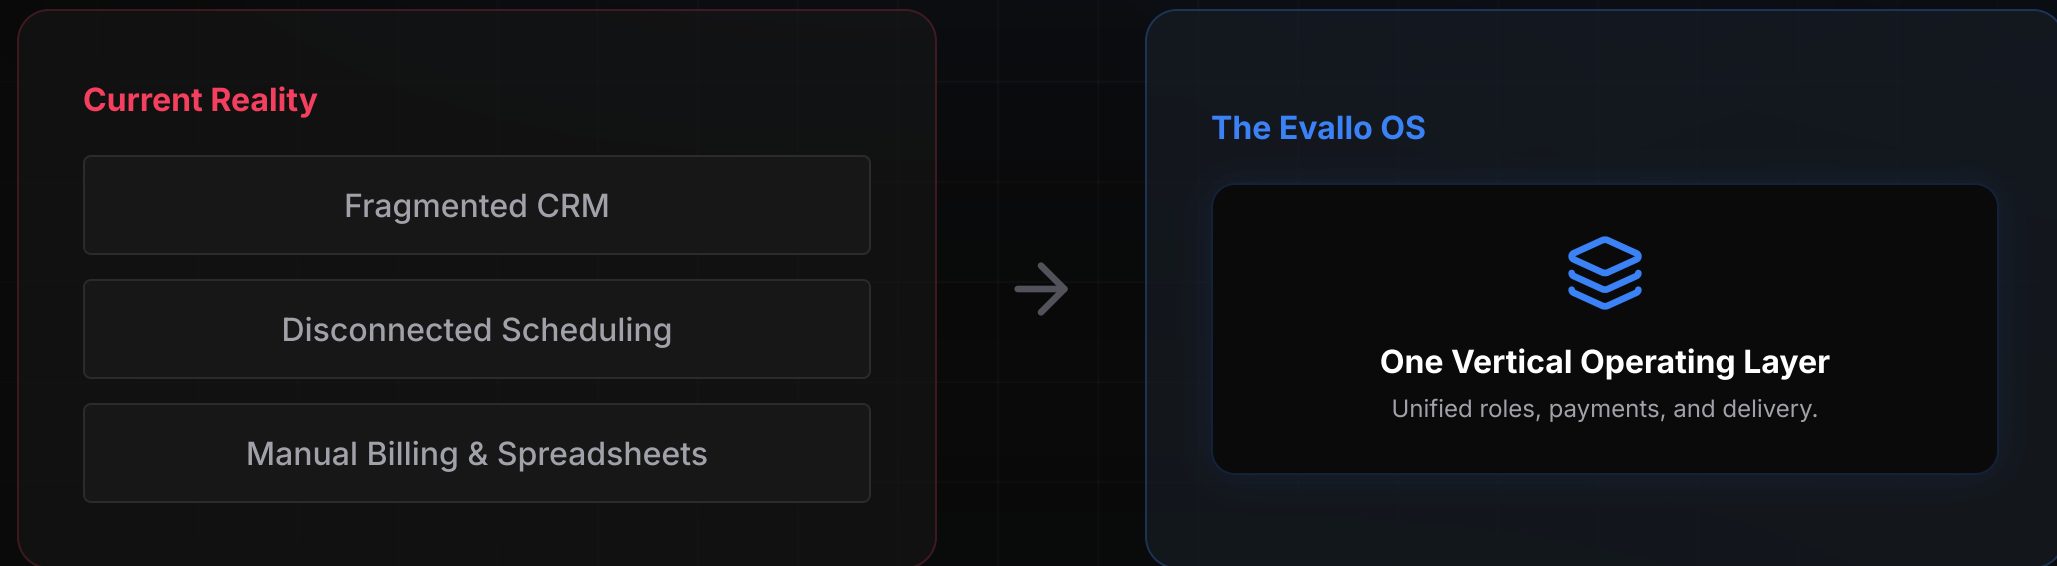 Current Reality
Fragmented CRM
Disconnected Scheduling
Manual Billing & Spreadsheets
The Evallo OS
One Vertical Operating Layer
Unified roles, payments, and delivery.